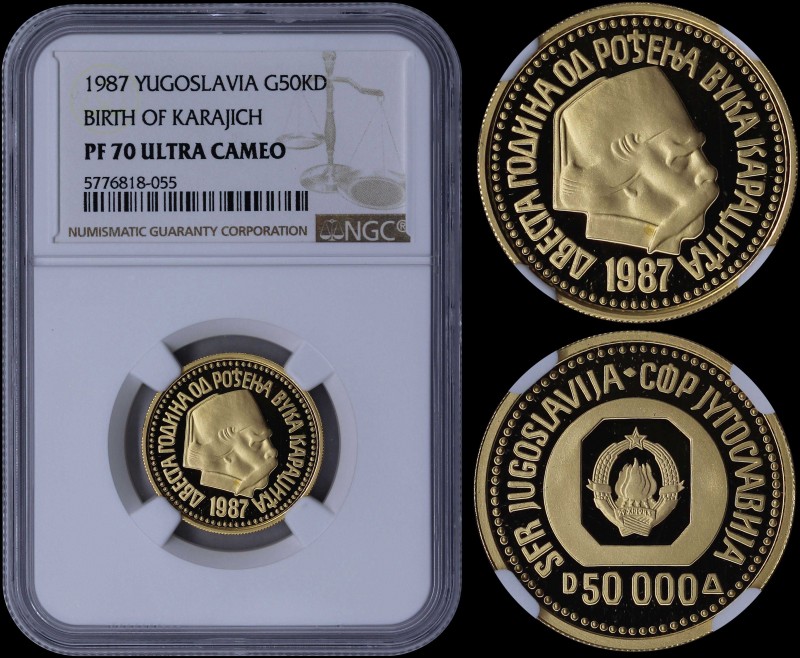 1987 YUGOSLAVIA G50KD
BIRTH OF KARAJICH
PF 70 ULTRA CAMEO
5776818-055
NUMISMATIC GUARANTY CORPORATION
NGC®
ДВЕСТА ГОДИНА ОД РОЂЕЊА ВУКА КАРАЏИЋА
1987
ДВЕСТА ГОДИНА ОД РОЂЕЊА ВУКА КАРАЏИЋА
1987
SFR JUGOSLAVIJA • СФР ЈУГОСЛАВИЈА
D 50 000 Д